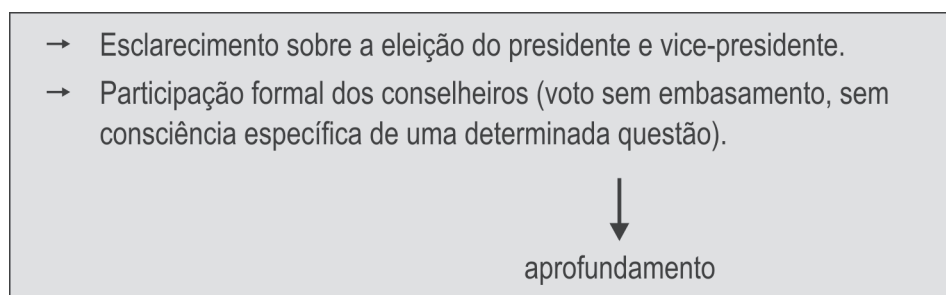 → Esclarecimento sobre a eleição do presidente e vice-presidente.
→ Participação formal dos conselheiros (voto sem embasamento, sem
consciência específica de uma determinada questão).
aprofundamento